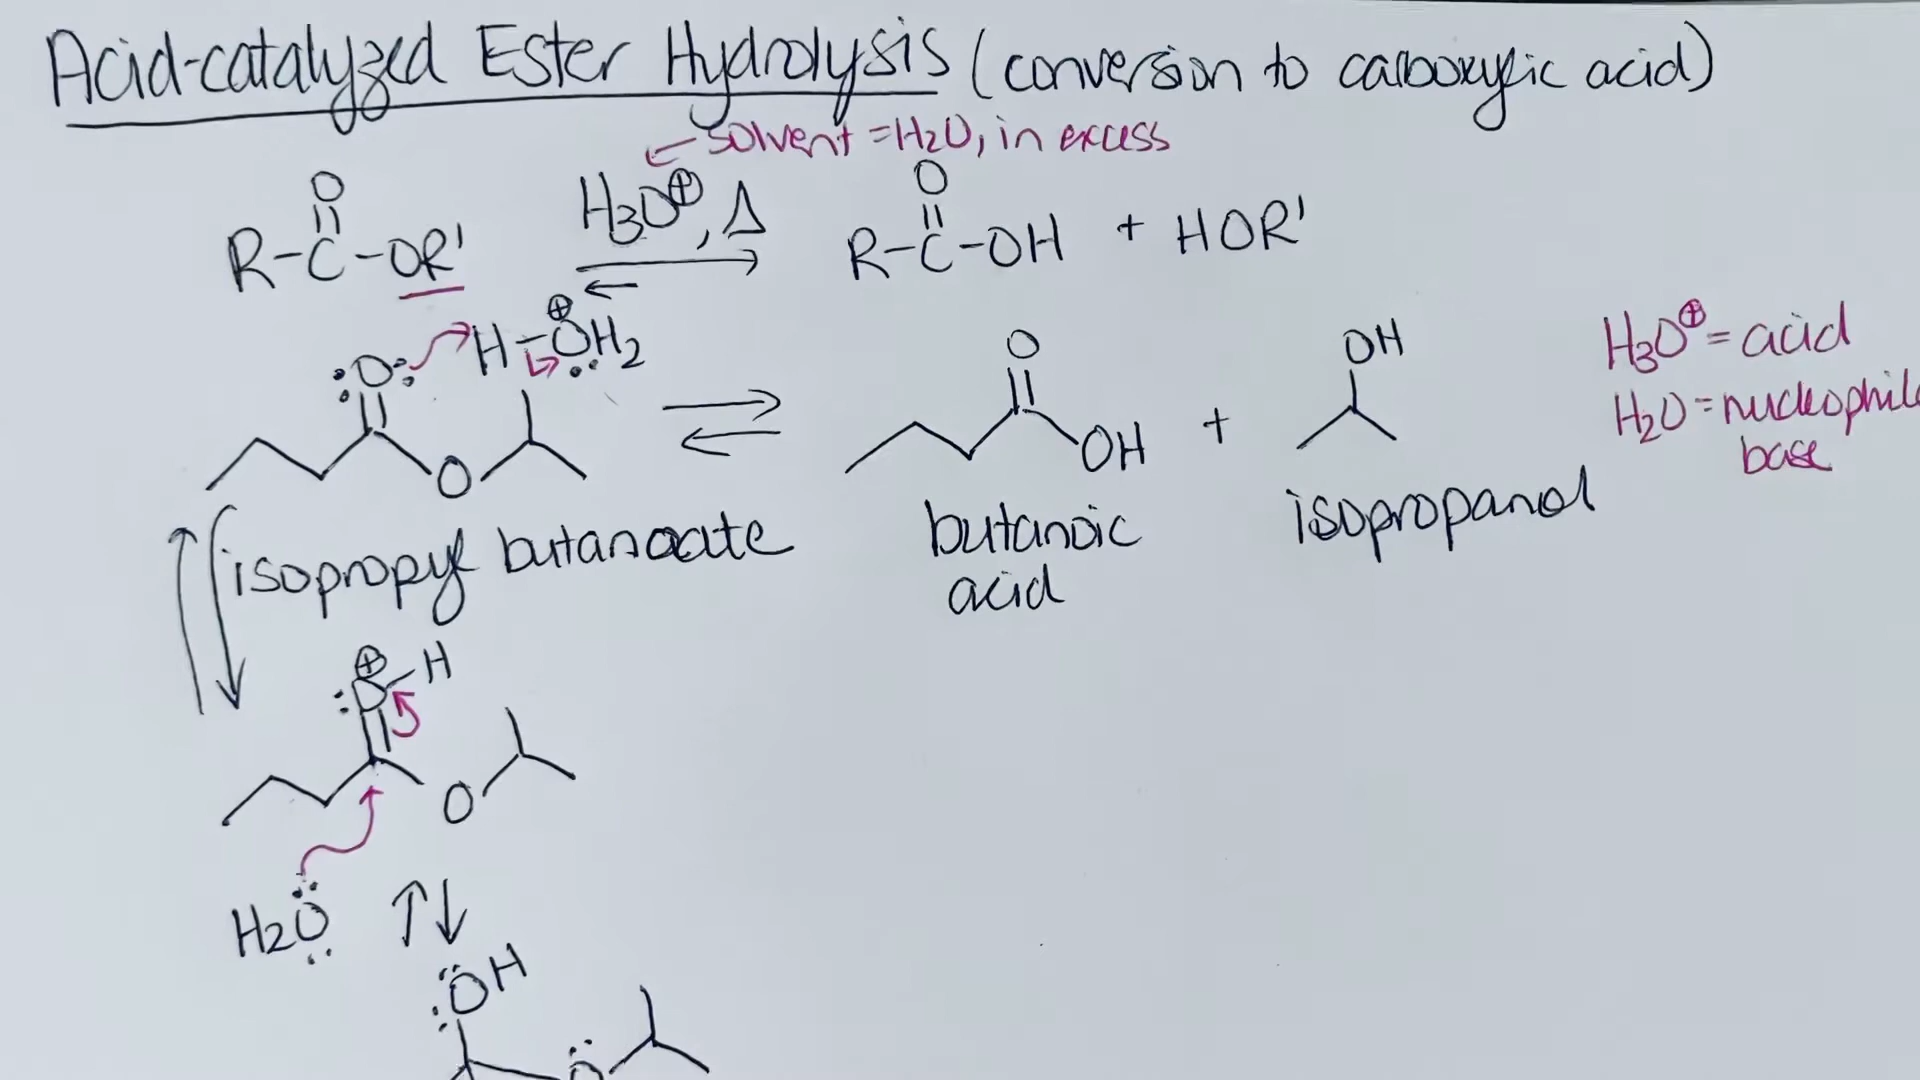 Acid-catalyzed Ester Hydrolysis (conversion to carboxylic acid)
← solvent = H2O, in excess
O
R-C-OR'
H3O⊕, Δ
O
R-C-OH + HOR'
:O: H-OH2 ⊕
O
O
OH
+
OH
H3O⊕ = acid
H2O = nucleophile
base
isopropyl butanoate
butanoic
acid
isopropanol
⊕
:O-H
O
H2O
:OH
O